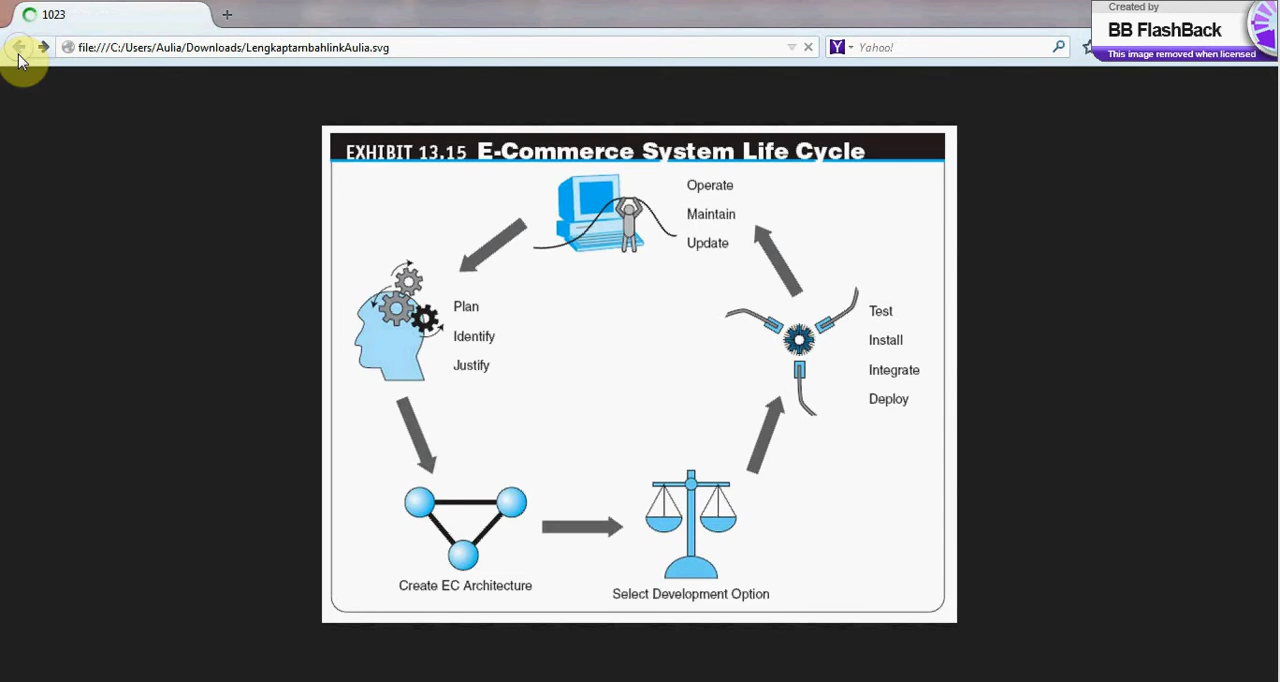 1023
Created by
BB FlashBack
This image removed when licensed
file:///C:/Users/Aulia/Downloads/LengkaptambahlinkAulia.svg
Yahoo!
EXHIBIT 13.15 E-Commerce System Life Cycle
Operate
Maintain
Update
Plan
Identify
Justify
Test
Install
Integrate
Deploy
Create EC Architecture
Select Development Option